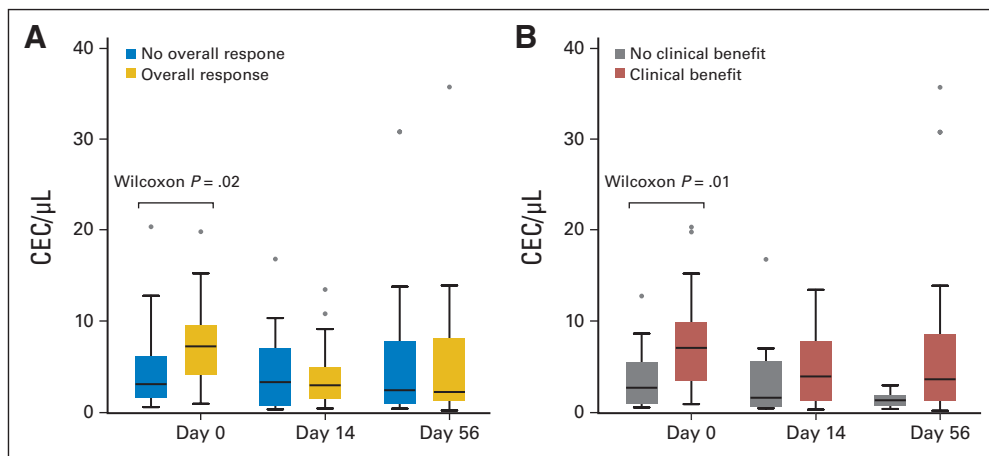 A
No overall respone
Overall response
CEC/µL
40
30
20
10
0
Wilcoxon P = .02
Day 0
Day 14
Day 56
B
No clinical benefit
Clinical benefit
CEC/µL
40
30
20
10
0
Wilcoxon P = .01
Day 0
Day 14
Day 56